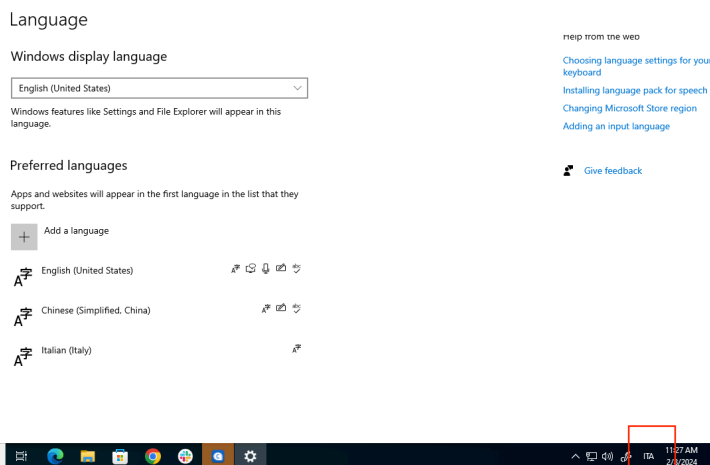 Language
Windows display language
English (United States)
Windows features like Settings and File Explorer will appear in this
language.
Preferred languages
Apps and websites will appear in the first language in the list that they
support.
Add a language
English (United States)
Chinese (Simplified, China)
Italian (Italy)
Help from the web
Choosing language settings for your
keyboard
Installing language pack for speech
Changing Microsoft Store region
Adding an input language
Give feedback
ITA
11:27 AM